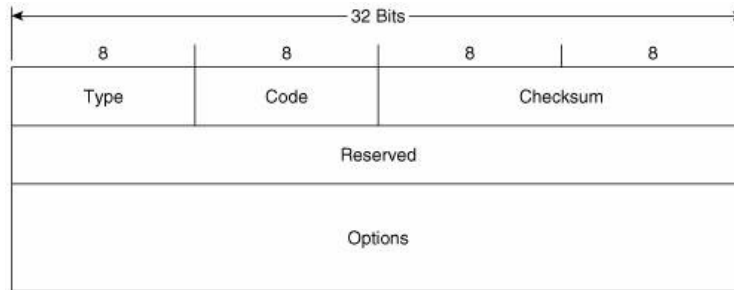 32 Bits
8 8 8 8
Type Code Checksum
Reserved
Options